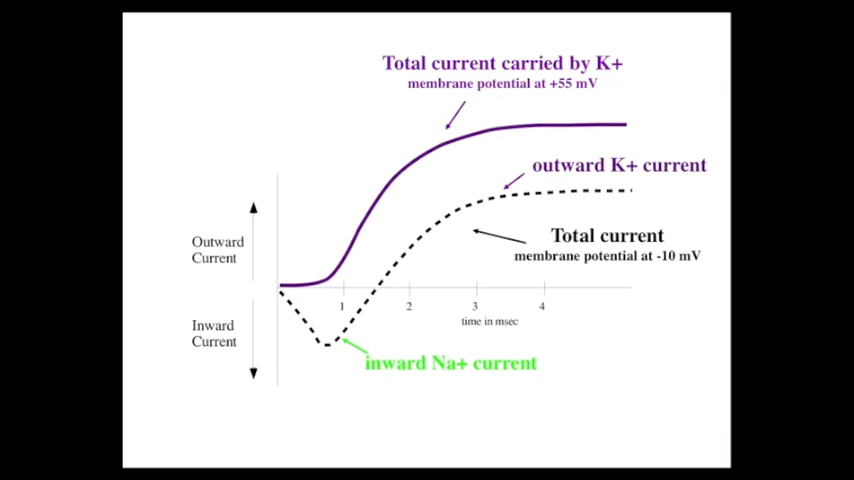 Total current carried by K+
membrane potential at +55 mV
outward K+ current
Total current
membrane potential at -10 mV
Outward
Current
1 2 3 4
time in msec
Inward
Current
inward Na+ current